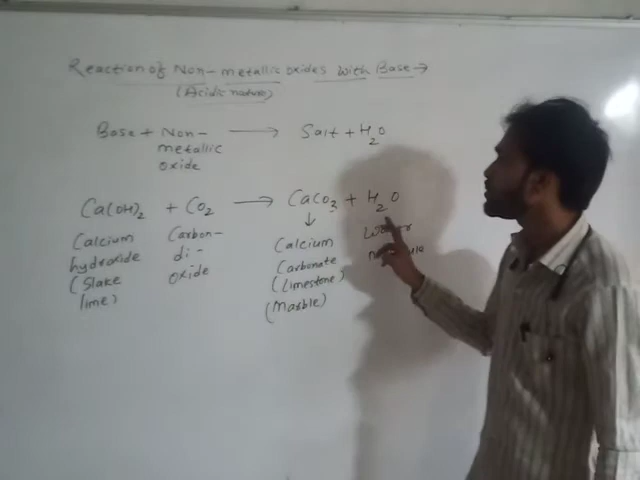 Reaction of Non-metallic oxides with Base →
(Acidic nature)
Base + Non- → Salt + H2O
metallic
oxide
Ca(OH)2 + CO2 → CaCO3 + H2O
↓
Calcium Carbon- Calcium Water
hydroxide di- Carbonate
(Slake oxide (Limestone)
lime) (Marble)